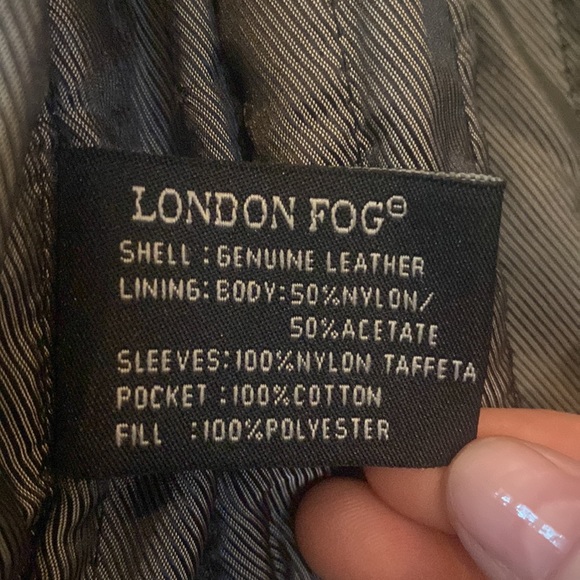 LONDON FOG®
SHELL : GENUINE LEATHER
LINING: BODY: 50%NYLON/
50%ACETATE
SLEEVES: 100%NYLON TAFFETA
POCKET : 100%COTTON
FILL : 100%POLYESTER